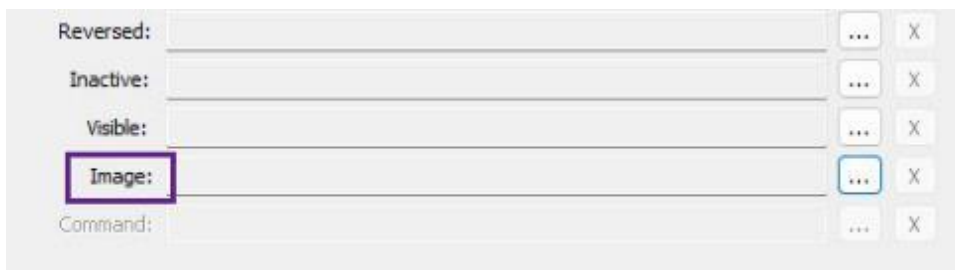 Reversed: ... X
Inactive: ... X
Visible: ... X
Image: ... X
Command: ... X